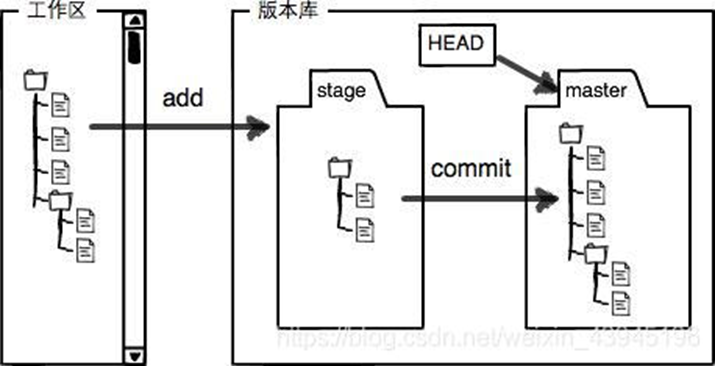 工作区
版本库
HEAD
stage
master
add
commit
https://blog.csdn.net/weixin_43945196